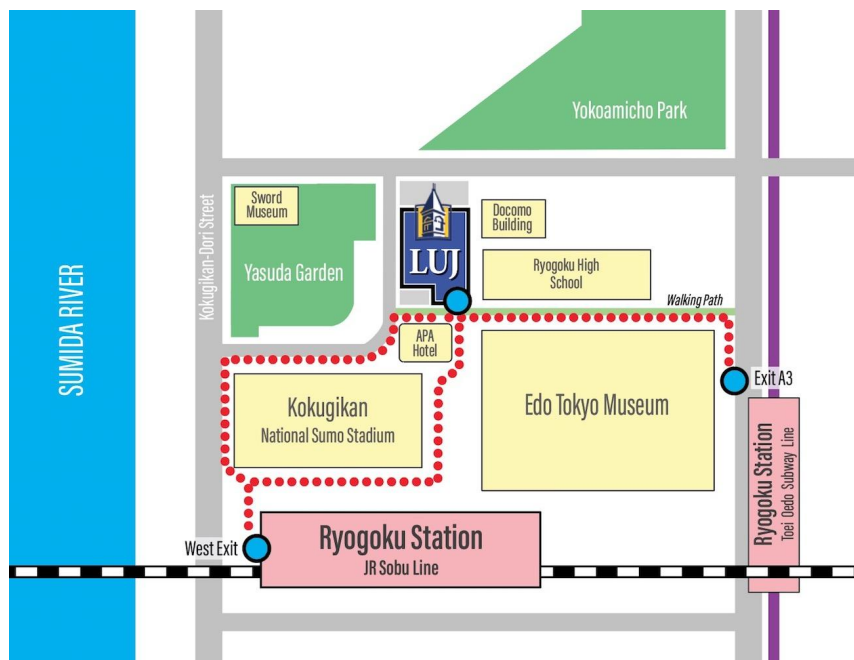 Yokoamicho Park
Sword
Museum
Kokugikan-Dori Street
Docomo
Building
LUJ
Yasuda Garden
Ryogoku High
School
SUMIDA RIVER
Walking Path
APA
Hotel
Exit A3
Kokugikan
National Sumo Stadium
Edo Tokyo Museum
Ryogoku Station
Toei Oedo Subway Line
Ryogoku Station
JR Sobu Line
West Exit